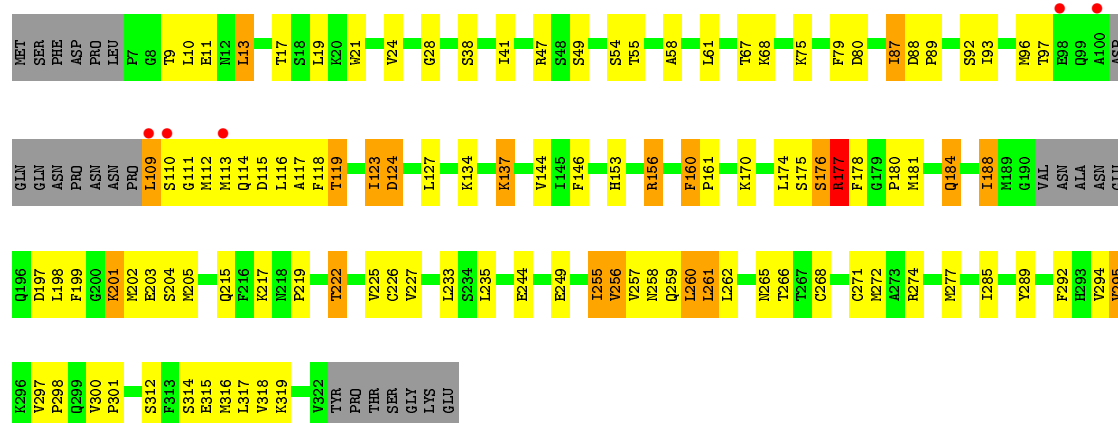 MET SER PHE ASP PRO LEU P7 G8 T9 L10 E11 N12 L13 T17 S18 L19 K20 W21 V24 G28 S38 I41 R47 S48 S49 S54 T55 A58 L61 T67 K68 K75 F79 D80 I87 D88 P89 S92 I93 M96 T97 E98 Q99 A100 ASP
GLN GLN ASN PRO ASN ASN PRO L109 S110 G111 M112 M113 Q114 D115 L116 A117 F118 T119 I123 D124 L127 K134 K137 V144 I145 F146 H153 R156 F160 P161 K170 L174 S175 S176 R177 F178 G179 P180 M181 Q184 I188 M189 G190 VAL ASN ALA ASN GLU
Q196 D197 L198 F199 G200 K201 M202 E203 S204 M205 Q215 F216 K217 N218 P219 T222 V225 C226 V227 L233 S234 L235 E244 E249 I255 V256 V257 N258 Q259 L260 L261 L262 N265 T266 T267 C268 C271 M272 A273 R274 M277 I285 Y289 F292 H293 V294
K296 V297 P298 Q299 V300 P301 S312 F313 S314 E315 M316 L317 V318 K319 V322 TYR PRO THR SER GLY LYS GLU